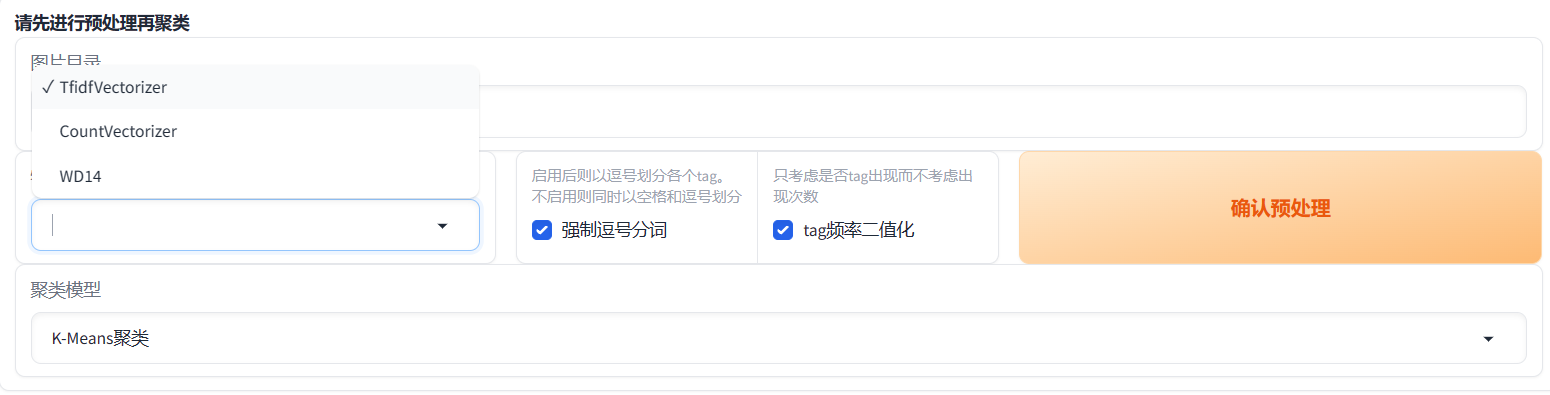 请先进行预处理再聚类
图片目录
✓ TfidfVectorizer
CountVectorizer
WD14
启用后则以逗号划分各个tag。
不启用则同时以空格和逗号划分
强制逗号分词
只考虑是否tag出现而不考虑出
现次数
tag频率二值化
确认预处理
聚类模型
K-Means聚类